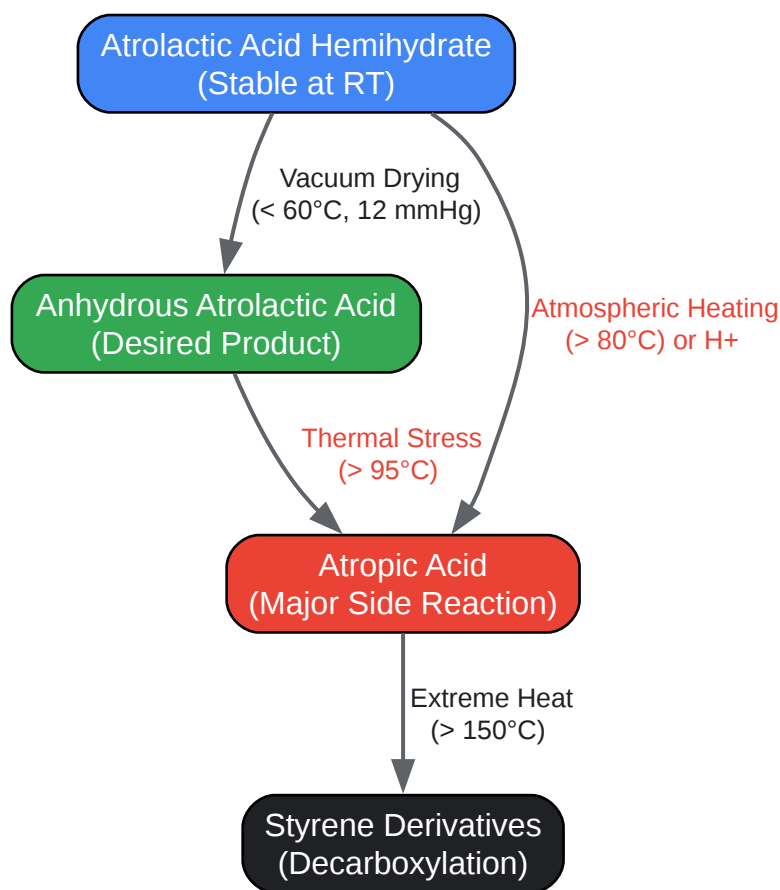 Atrolactic Acid Hemihydrate
(Stable at RT)
Vacuum Drying
(< 60°C, 12 mmHg)
Anhydrous Atrolactic Acid
(Desired Product)
Atmospheric Heating
(> 80°C) or H+
Thermal Stress
(> 95°C)
Atropic Acid
(Major Side Reaction)
Extreme Heat
(> 150°C)
Styrene Derivatives
(Decarboxylation)